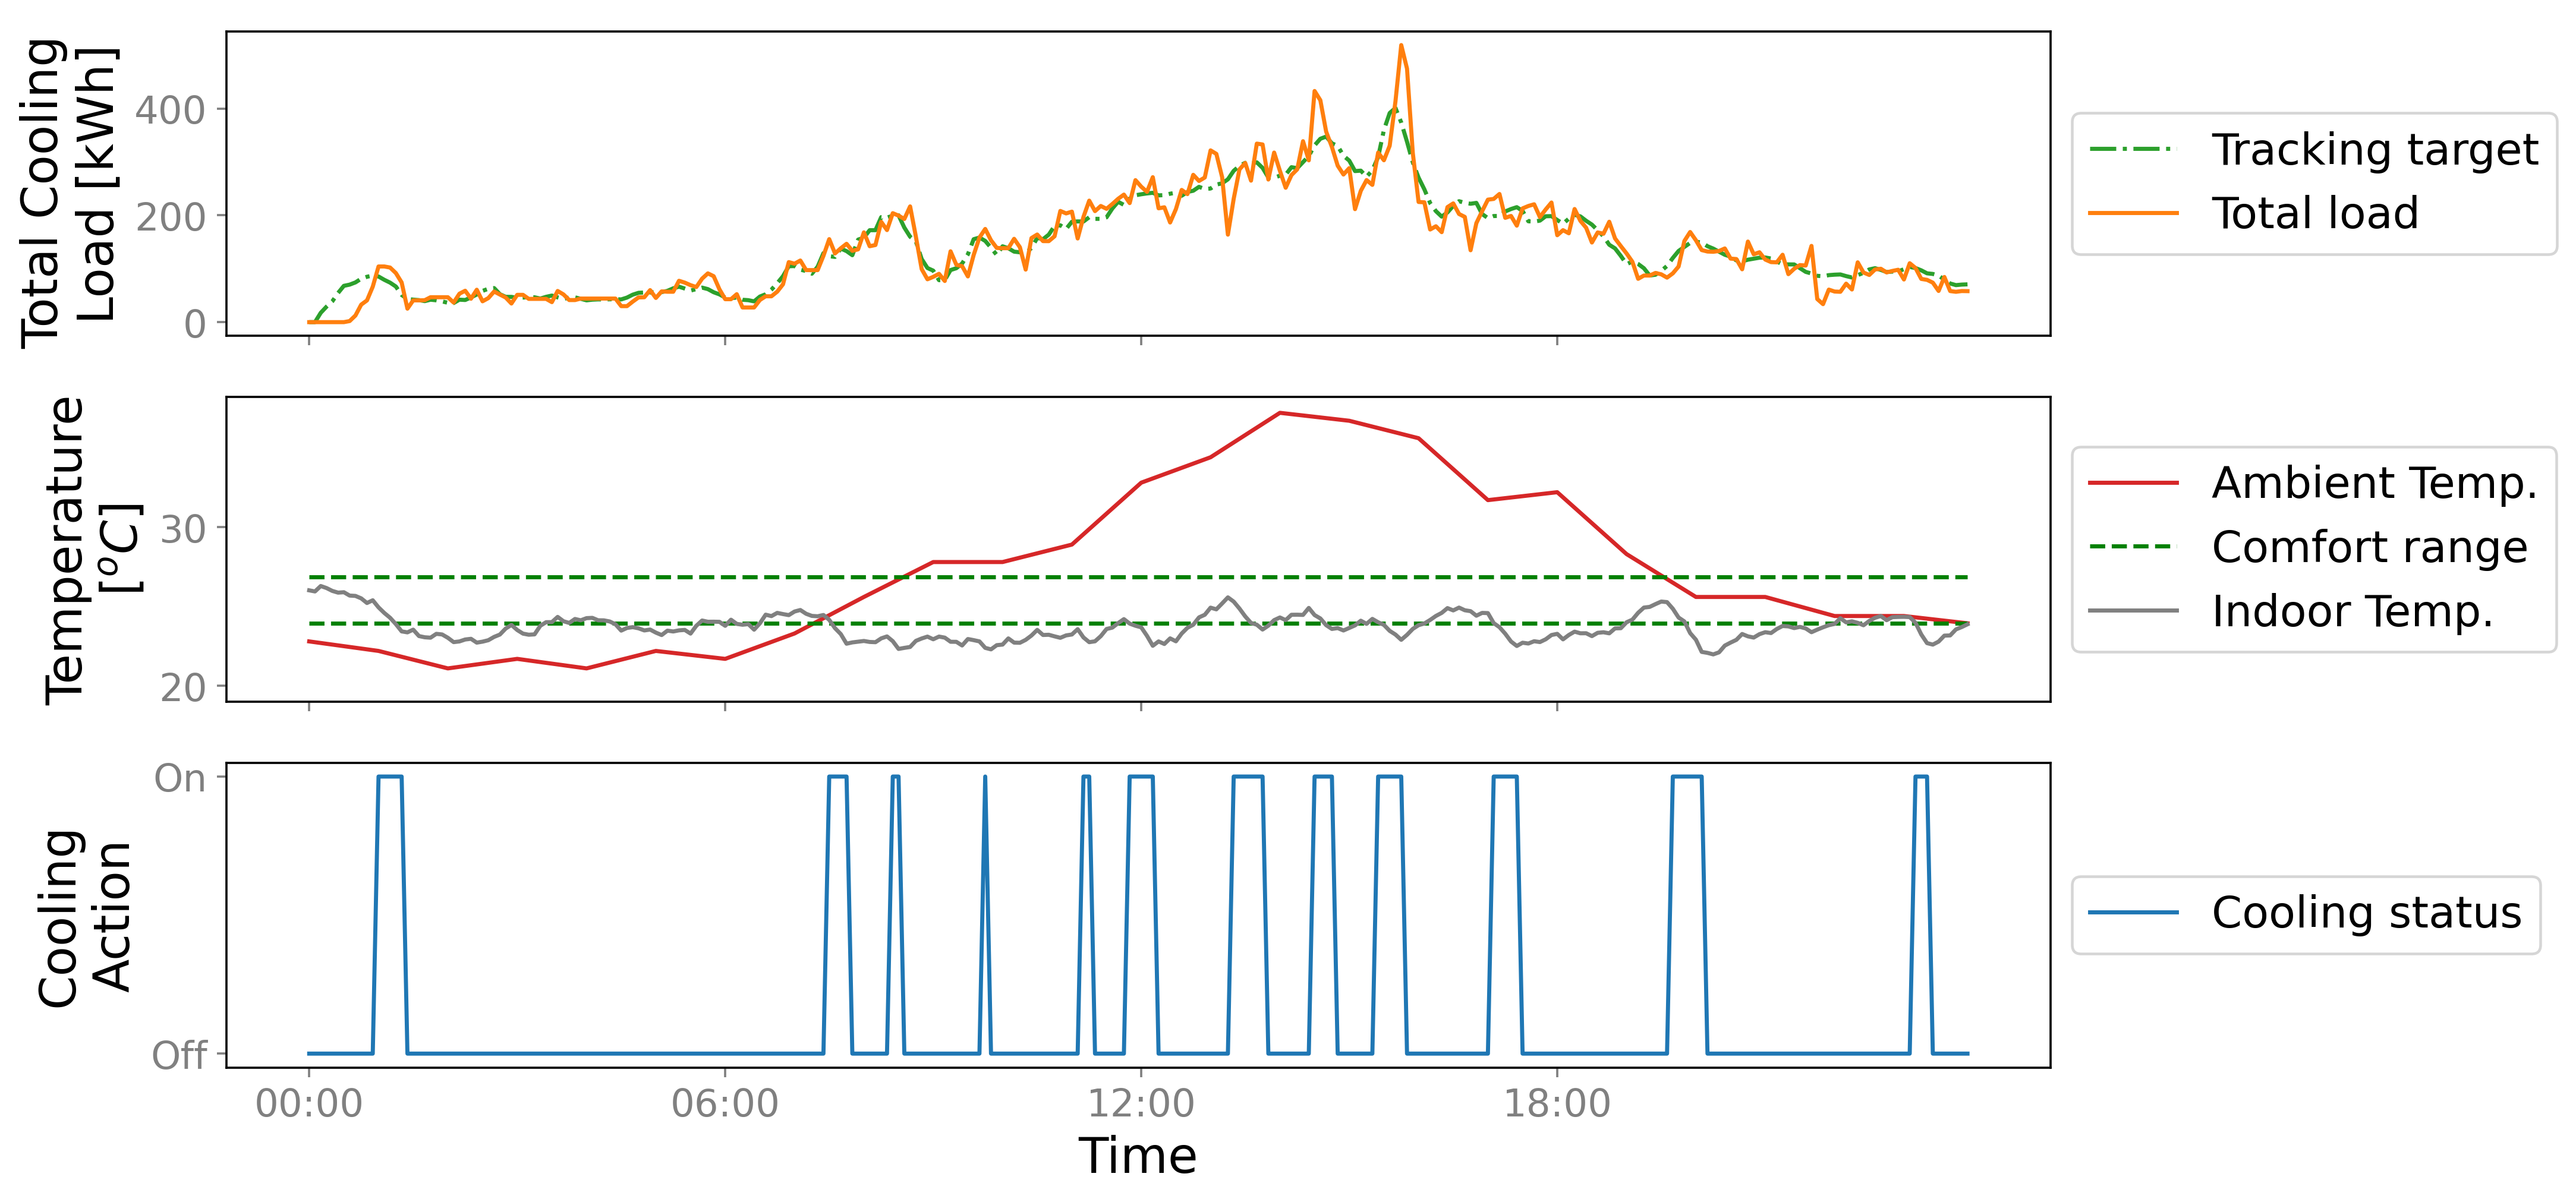 Total Cooling
Load [kWh]
400
200
0
Tracking target
Total load
Temperature
[°C]
30
20
Ambient Temp.
Comfort range
Indoor Temp.
Cooling
Action
On
Off
Cooling status
00:00
06:00
12:00
18:00
Time